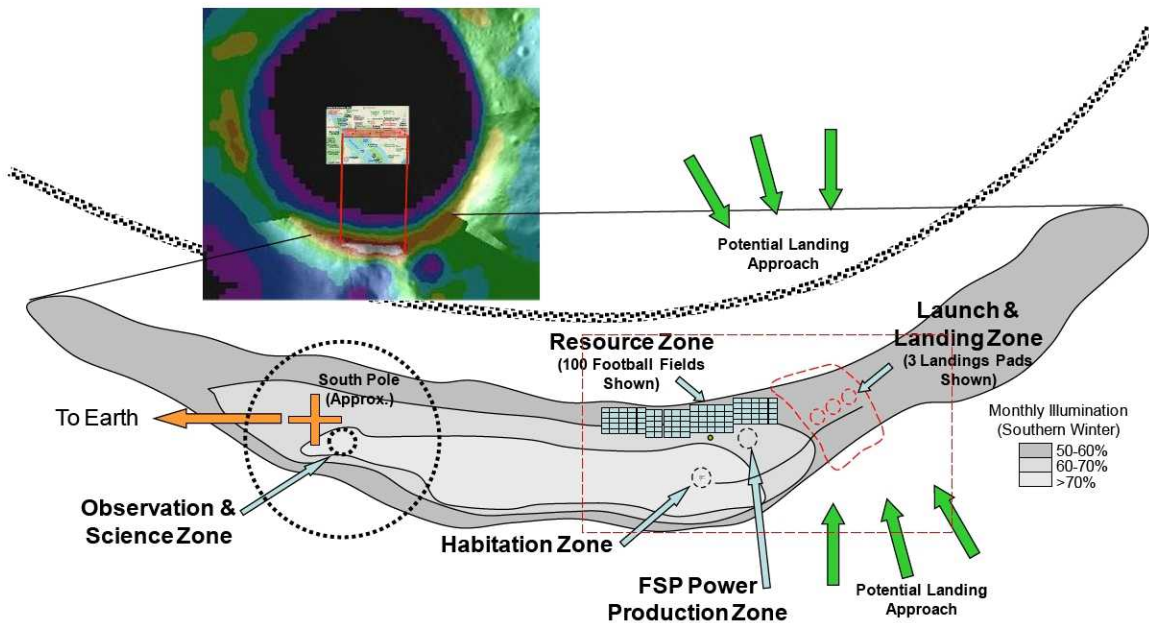 Potential Landing
Approach
Launch &
Landing Zone
(3 Landings Pads
Shown)
Resource Zone
(100 Football Fields
Shown)
South Pole
(Approx.)
To Earth
Monthly Illumination
(Southern Winter)
50-60%
60-70%
>70%
Observation &
Science Zone
Habitation Zone
FSP Power
Production Zone
Potential Landing
Approach